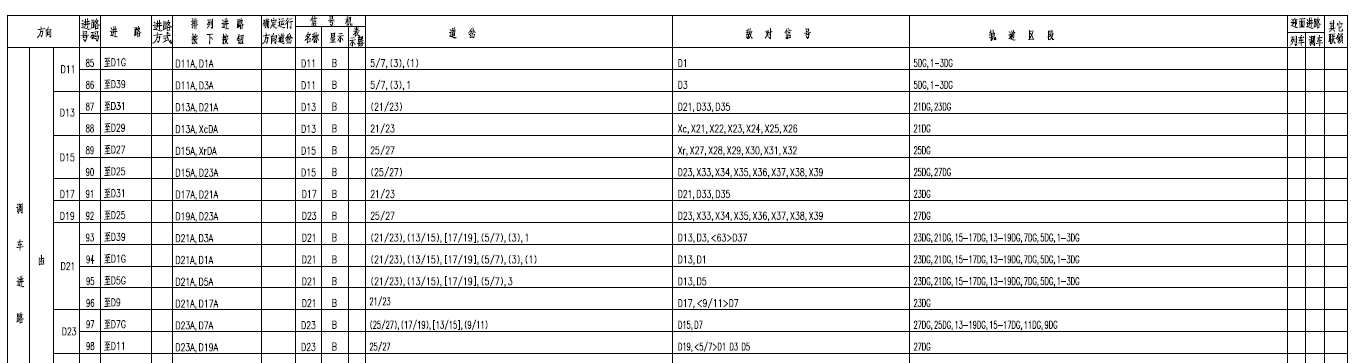 方向 进路号码 进路 进路方式 排列进路按下按钮 确定运行方向道岔 信号机 名称 显示 表示器 道岔 敌对信号 轨道区段 迎面进路 列车 调车 其它联锁
调车进路 由
D11 85 至D1G D11A,D1A D11 B 5/7,(3),(1) D1 5DG,1-3DG
86 至D39 D11A,D3A D11 B 5/7,(3),1 D3 5DG,1-3DG
D13 87 至D31 D13A,D21A D13 B (21/23) D21,D33,D35 21DG,23DG
88 至D29 D13A,XcDA D13 B 21/23 Xc,X21,X22,X23,X24,X25,X26 21DG
D15 89 至D27 D15A,XrDA D15 B 25/27 Xr,X27,X28,X29,X30,X31,X32 25DG
90 至D25 D15A,D23A D15 B (25/27) D23,X33,X34,X35,X36,X37,X38,X39 25DG,27DG
D17 91 至D31 D17A,D21A D17 B 21/23 D21,D33,D35 23DG
D19 92 至D25 D19A,D23A D23 B 25/27 D23,X33,X34,X35,X36,X37,X38,X39 27DG
D21 93 至D39 D21A,D3A D21 B (21/23),(13/15),[17/19],(5/7),(3),1 D13,D3,<63>D37 23DG,21DG,15-17DG,13-19DG,7DG,5DG,1-3DG
94 至D1G D21A,D1A D21 B (21/23),(13/15),[17/19],(5/7),(3),(1) D13,D1 23DG,21DG,15-17DG,13-19DG,7DG,5DG,1-3DG
95 至D5G D21A,D5A D21 B (21/23),(13/15),[17/19],(5/7),3 D13,D5 23DG,21DG,15-17DG,13-19DG,7DG,5DG,1-3DG
96 至D9 D21A,D17A D21 B 21/23 D17,<9/11>D7 23DG
D23 97 至D7G D23A,D7A D23 B (25/27),(17/19),[13/15],(9/11) D15,D7 27DG,25DG,13-19DG,15-17DG,11DG,9DG
98 至D11 D23A,D19A D23 B 25/27 D19,<5/7>D1 D3 D5 27DG